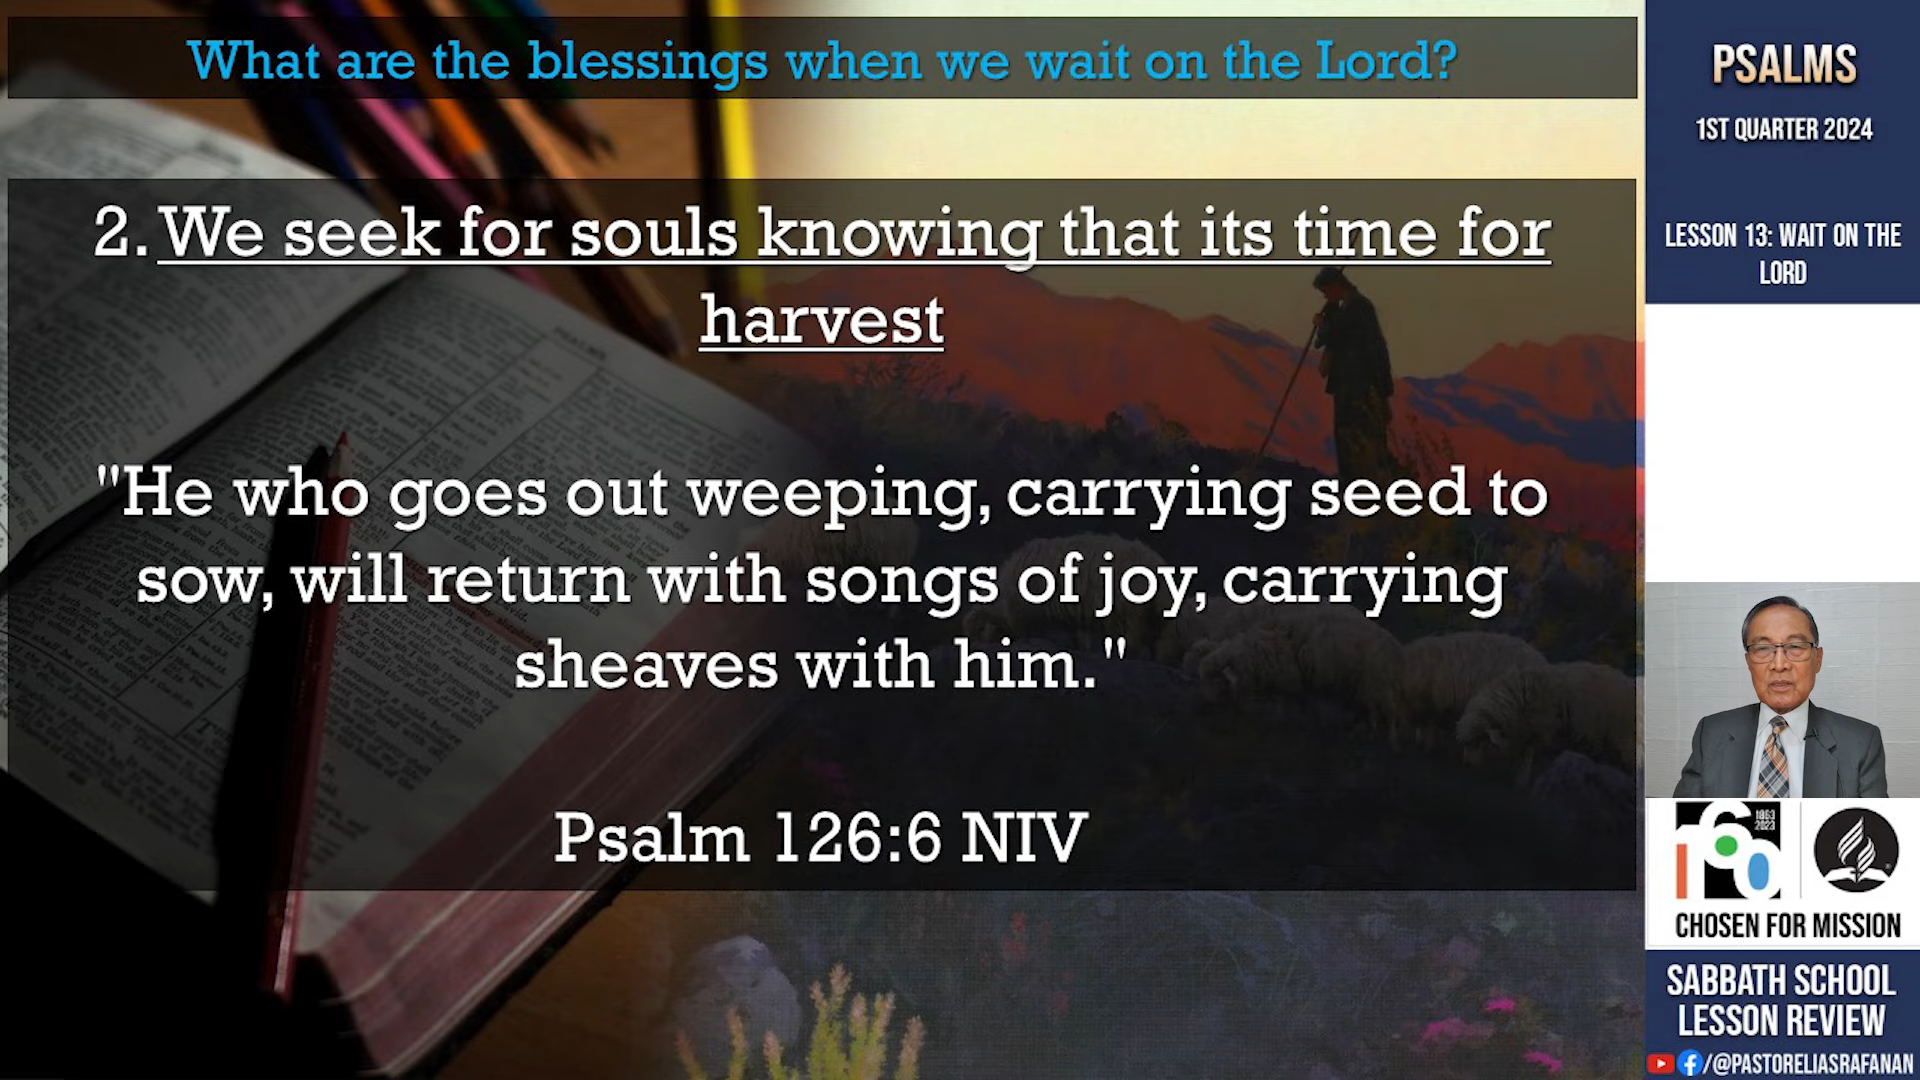 What are the blessings when we wait on the Lord?
2. We seek for souls knowing that its time for
harvest
"He who goes out weeping, carrying seed to
sow, will return with songs of joy, carrying
sheaves with him."
Psalm 126:6 NIV
PSALMS
1ST QUARTER 2024
LESSON 13: WAIT ON THE
LORD
1863
2023
160
CHOSEN FOR MISSION
SABBATH SCHOOL
LESSON REVIEW
/@PASTORELIASRAFANAN